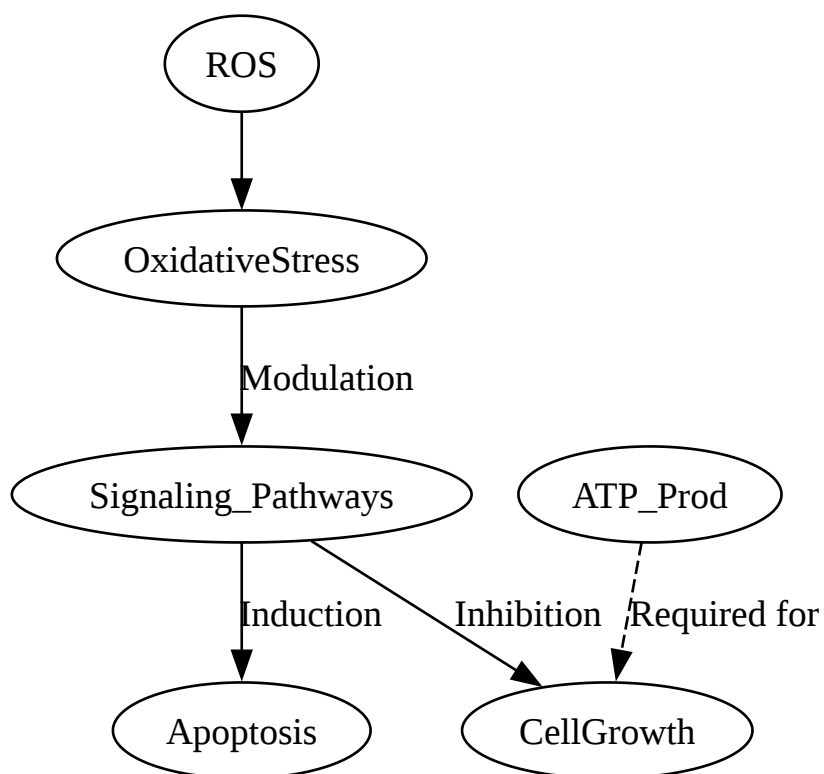 ROS
OxidativeStress
Modulation
Signaling_Pathways
ATP_Prod
Induction
Inhibition
Required for
Apoptosis
CellGrowth